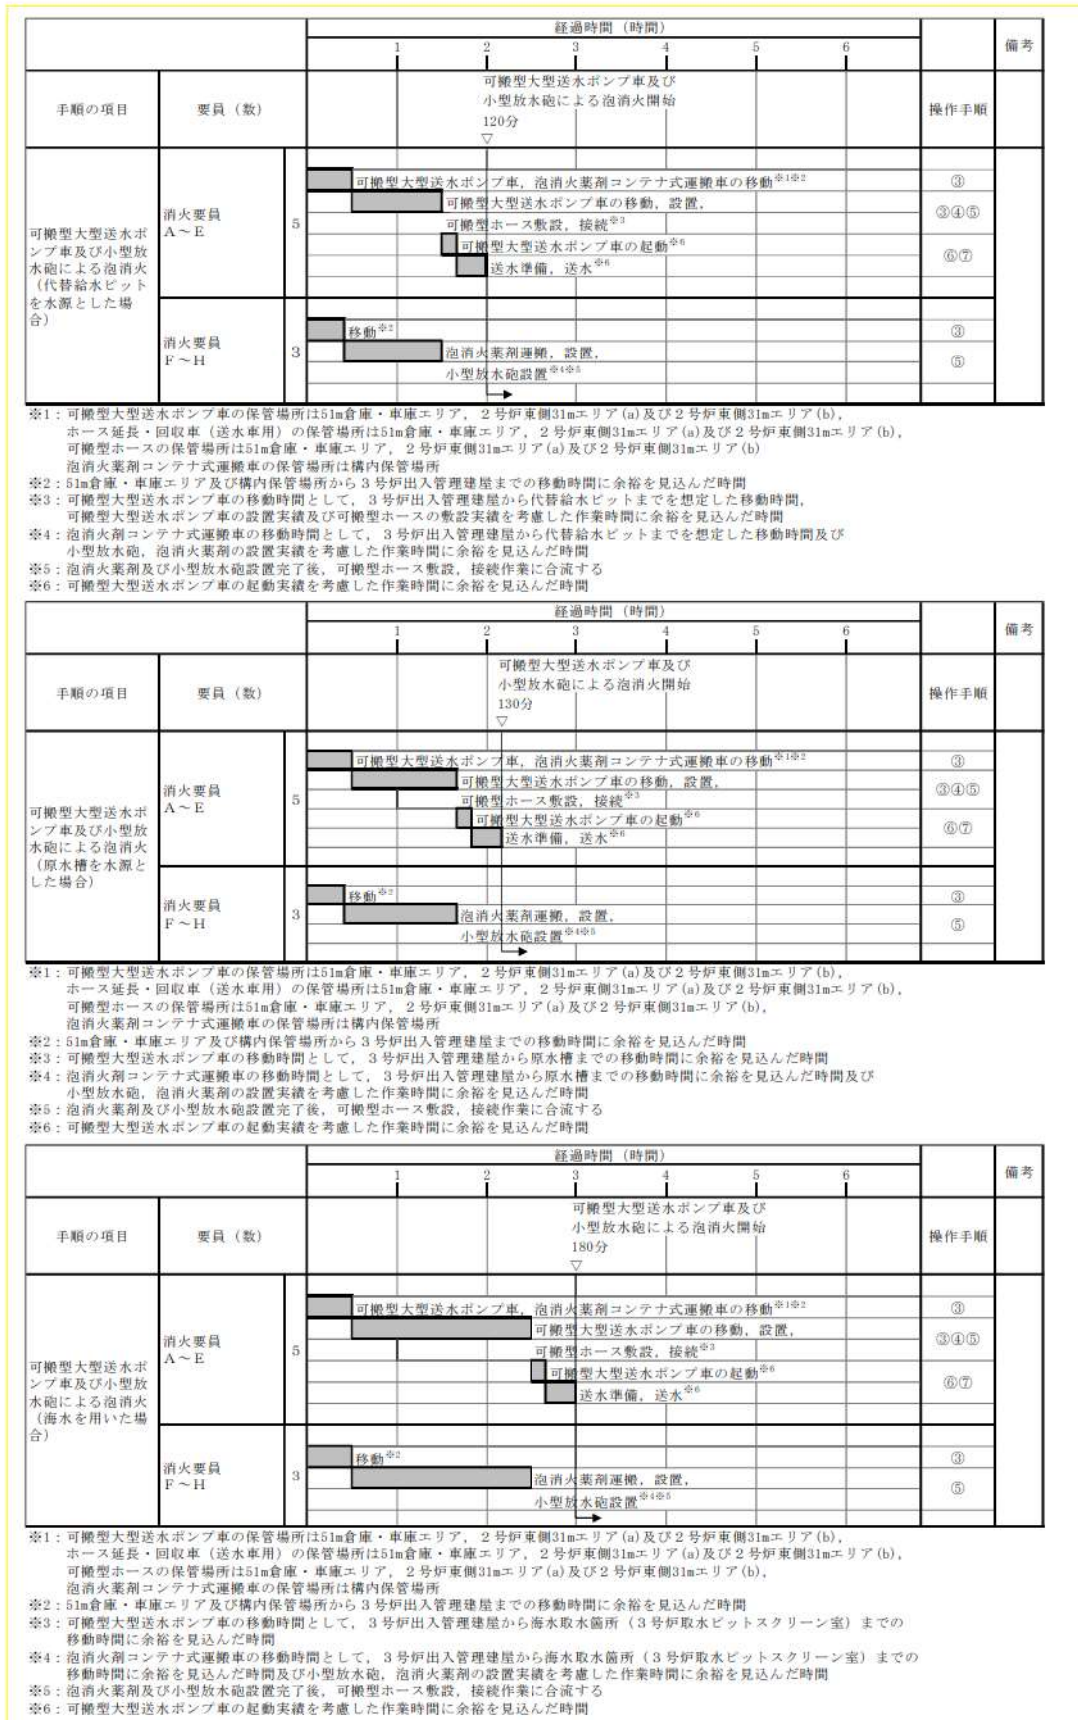 経過時間（時間）
備考
1 2 3 4 5 6
手順の項目 要員（数） 操作手順
可搬型大型送水ポンプ車及び
小型放水砲による泡消火開始
120分
▽
可搬型大型送水ポ
ンプ車及び小型放
水砲による泡消火
（代替給水ピット
を水源とした場
合）
消火要員
A～E
5
可搬型大型送水ポンプ車，泡消火薬剤コンテナ式運搬車の移動※1※2
③
可搬型大型送水ポンプ車の移動，設置，
可搬型ホース敷設，接続※3
③④⑤
可搬型大型送水ポンプ車の起動※6
送水準備，送水※6
⑥⑦
消火要員
F～H
3
移動※2
③
泡消火薬剤運搬，設置，
小型放水砲設置※4※5
⑤
※1：可搬型大型送水ポンプ車の保管場所は51m倉庫・車庫エリア，２号炉東側31mエリア(a)及び２号炉東側31mエリア(b)，
ホース延長・回収車（送水車用）の保管場所は51m倉庫・車庫エリア，２号炉東側31mエリア(a)及び２号炉東側31mエリア(b)，
可搬型ホースの保管場所は51m倉庫・車庫エリア，２号炉東側31mエリア(a)及び２号炉東側31mエリア(b)
泡消火薬剤コンテナ式運搬車の保管場所は構内保管場所
※2：51m倉庫・車庫エリア及び構内保管場所から３号炉出入管理建屋までの移動時間に余裕を見込んだ時間
※3：可搬型大型送水ポンプ車の移動時間として，３号炉出入管理建屋から代替給水ピットまでを想定した移動時間，
可搬型大型送水ポンプ車の設置実績及び可搬型ホースの敷設実績を考慮した作業時間に余裕を見込んだ時間
※4：泡消火剤コンテナ式運搬車の移動時間として，３号炉出入管理建屋から代替給水ピットまでを想定した移動時間及び
小型放水砲，泡消火薬剤の設置実績を考慮した作業時間に余裕を見込んだ時間
※5：泡消火薬剤及び小型放水砲設置完了後，可搬型ホース敷設，接続作業に合流する
※6：可搬型大型送水ポンプ車の起動実績を考慮した作業時間に余裕を見込んだ時間
経過時間（時間）
備考
1 2 3 4 5 6
手順の項目 要員（数） 操作手順
可搬型大型送水ポンプ車及び
小型放水砲による泡消火開始
130分
▽
可搬型大型送水ポ
ンプ車及び小型放
水砲による泡消火
（原水槽を水源と
した場合）
消火要員
A～E
5
可搬型大型送水ポンプ車，泡消火薬剤コンテナ式運搬車の移動※1※2
③
可搬型大型送水ポンプ車の移動，設置，
可搬型ホース敷設，接続※3
③④⑤
可搬型大型送水ポンプ車の起動※6
送水準備，送水※6
⑥⑦
消火要員
F～H
3
移動※2
③
泡消火薬剤運搬，設置，
小型放水砲設置※4※5
⑤
※1：可搬型大型送水ポンプ車の保管場所は51m倉庫・車庫エリア，２号炉東側31mエリア(a)及び２号炉東側31mエリア(b)，
ホース延長・回収車（送水車用）の保管場所は51m倉庫・車庫エリア，２号炉東側31mエリア(a)及び２号炉東側31mエリア(b)，
可搬型ホースの保管場所は51m倉庫・車庫エリア，２号炉東側31mエリア(a)及び２号炉東側31mエリア(b)，
泡消火薬剤コンテナ式運搬車の保管場所は構内保管場所
※2：51m倉庫・車庫エリア及び構内保管場所から３号炉出入管理建屋までの移動時間に余裕を見込んだ時間
※3：可搬型大型送水ポンプ車の移動時間として，３号炉出入管理建屋から原水槽までの移動時間に余裕を見込んだ時間
※4：泡消火剤コンテナ式運搬車の移動時間として，３号炉出入管理建屋から原水槽までの移動時間に余裕を見込んだ時間及び
小型放水砲，泡消火薬剤の設置実績を考慮した作業時間に余裕を見込んだ時間
※5：泡消火薬剤及び小型放水砲設置完了後，可搬型ホース敷設，接続作業に合流する
※6：可搬型大型送水ポンプ車の起動実績を考慮した作業時間に余裕を見込んだ時間
経過時間（時間）
備考
1 2 3 4 5 6
手順の項目 要員（数） 操作手順
可搬型大型送水ポンプ車及び
小型放水砲による泡消火開始
180分
▽
可搬型大型送水ポ
ンプ車及び小型放
水砲による泡消火
（海水を用いた場
合）
消火要員
A～E
5
可搬型大型送水ポンプ車，泡消火薬剤コンテナ式運搬車の移動※1※2
③
可搬型大型送水ポンプ車の移動，設置，
可搬型ホース敷設，接続※3
③④⑤
可搬型大型送水ポンプ車の起動※6
送水準備，送水※6
⑥⑦
消火要員
F～H
3
移動※2
③
泡消火薬剤運搬，設置，
小型放水砲設置※4※5
⑤
※1：可搬型大型送水ポンプ車の保管場所は51m倉庫・車庫エリア，２号炉東側31mエリア(a)及び２号炉東側31mエリア(b)，
ホース延長・回収車（送水車用）の保管場所は51m倉庫・車庫エリア，２号炉東側31mエリア(a)及び２号炉東側31mエリア(b)，
可搬型ホースの保管場所は51m倉庫・車庫エリア，２号炉東側31mエリア(a)及び２号炉東側31mエリア(b)，
泡消火薬剤コンテナ式運搬車の保管場所は構内保管場所
※2：51m倉庫・車庫エリア及び構内保管場所から３号炉出入管理建屋までの移動時間に余裕を見込んだ時間
※3：可搬型大型送水ポンプ車の移動時間として，３号炉出入管理建屋から海水取水箇所（３号炉取水ピットスクリーン室）までの
移動時間に余裕を見込んだ時間
※4：泡消火剤コンテナ式運搬車の移動時間として，３号炉出入管理建屋から海水取水箇所（３号炉取水ピットスクリーン室）までの
移動時間に余裕を見込んだ時間及び小型放水砲，泡消火薬剤の設置実績を考慮した作業時間に余裕を見込んだ時間
※5：泡消火薬剤及び小型放水砲設置完了後，可搬型ホース敷設，接続作業に合流する
※6：可搬型大型送水ポンプ車の起動実績を考慮した作業時間に余裕を見込んだ時間